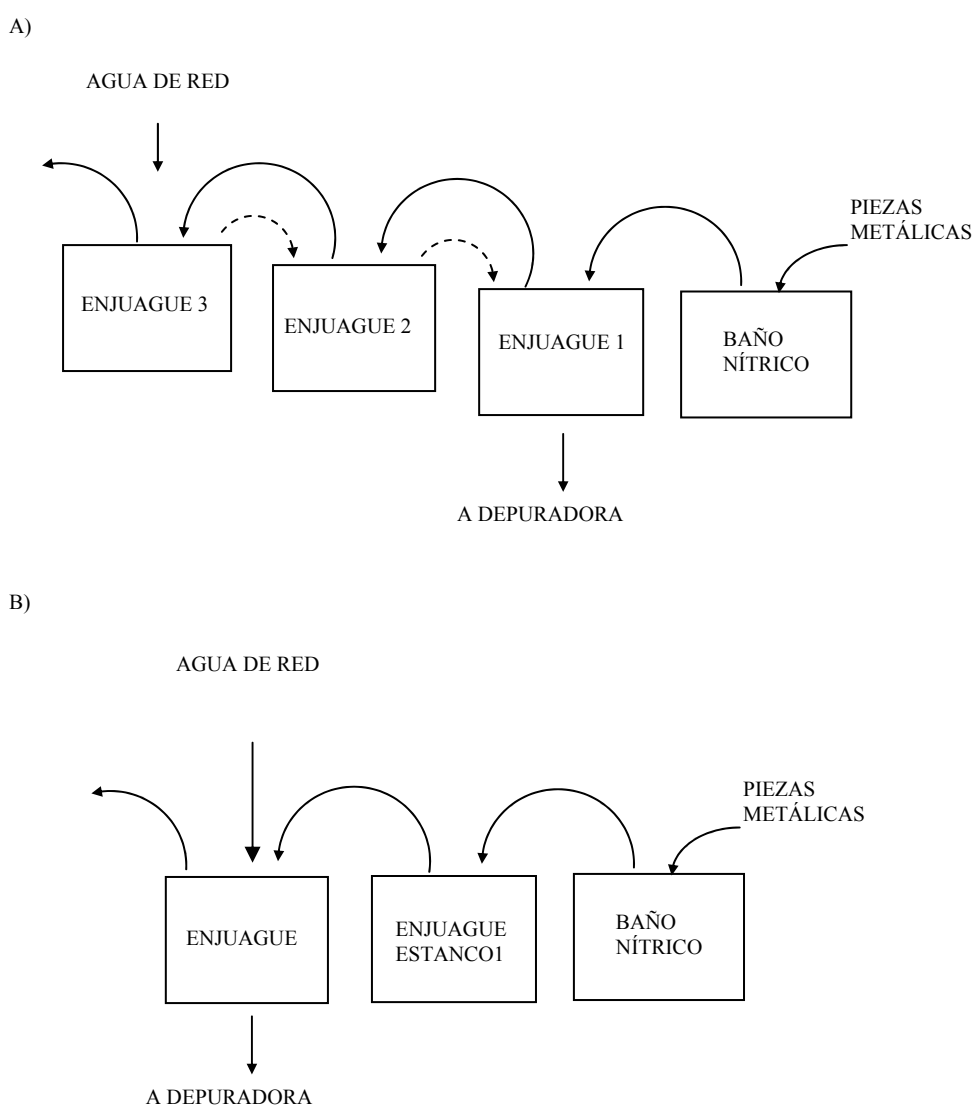 A)
AGUA DE RED
PIEZAS
METÁLICAS
ENJUAGUE 3
ENJUAGUE 2
ENJUAGUE 1
BAÑO
NÍTRICO
A DEPURADORA
B)
AGUA DE RED
PIEZAS
METÁLICAS
ENJUAGUE
ENJUAGUE
ESTANCO1
BAÑO
NÍTRICO
A DEPURADORA